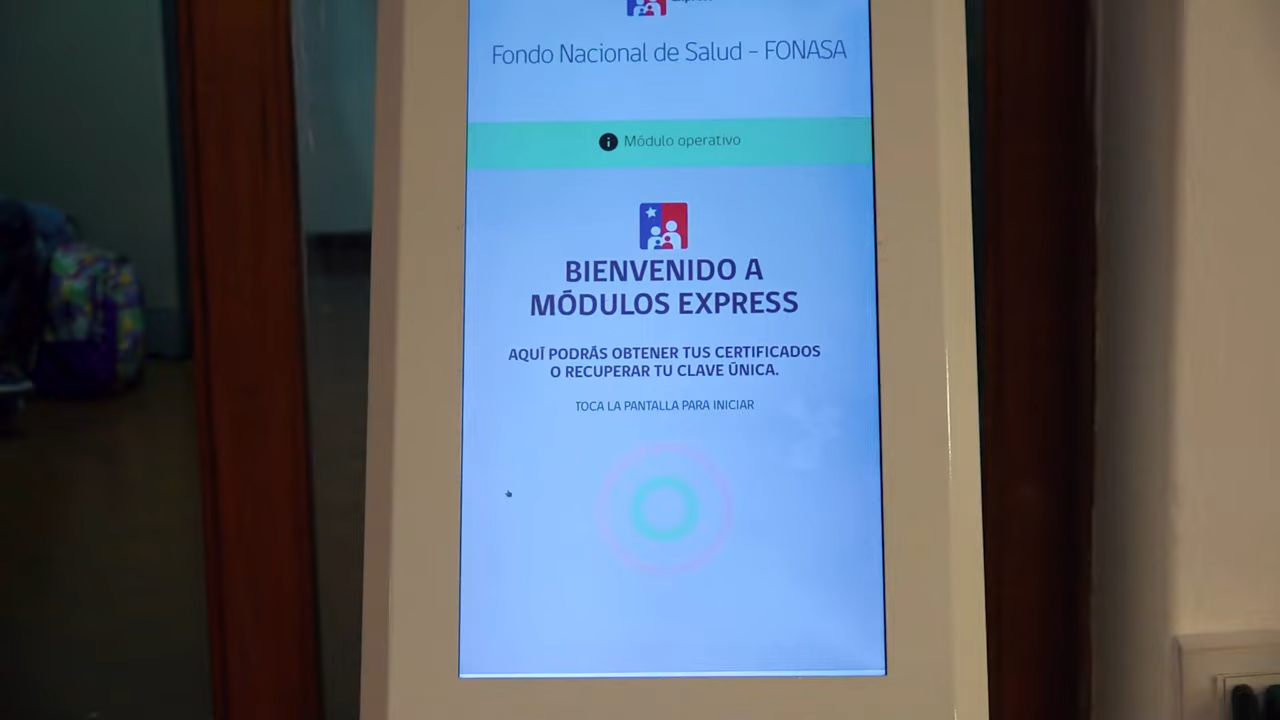 Fondo Nacional de Salud - FONASA
Módulo operativo
BIENVENIDO A
MÓDULOS EXPRESS
AQUÍ PODRÁS OBTENER TUS CERTIFICADOS
O RECUPERAR TU CLAVE ÚNICA.
TOCA LA PANTALLA PARA INICIAR